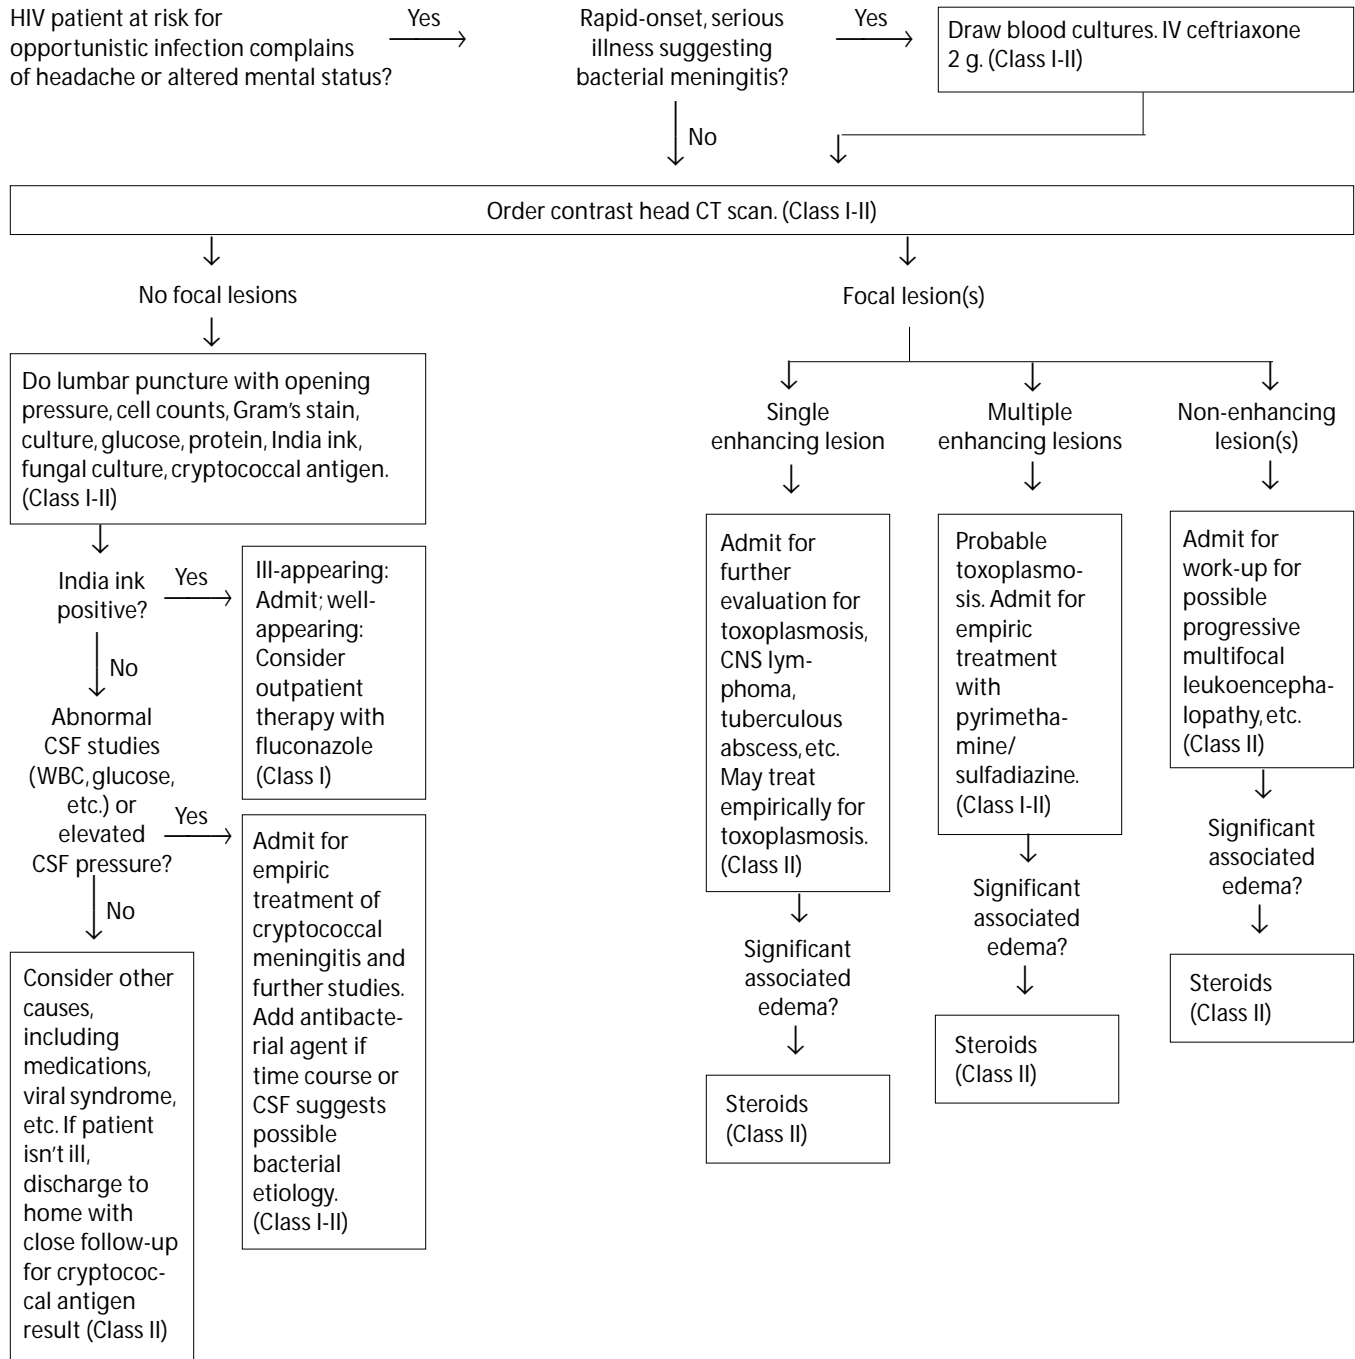 HIV patient at risk for
opportunistic infection complains
of headache or altered mental status?
Yes
Rapid-onset, serious
illness suggesting
bacterial meningitis?
Yes
Draw blood cultures. IV ceftriaxone
2 g. (Class I-II)
No
Order contrast head CT scan. (Class I-II)
No focal lesions
Do lumbar puncture with opening
pressure, cell counts, Gram's stain,
culture, glucose, protein, India ink,
fungal culture, cryptococcal antigen.
(Class I-II)
India ink
positive?
Yes
Ill-appearing:
Admit; well-
appearing:
Consider
outpatient
therapy with
fluconazole
(Class I)
No
Abnormal
CSF studies
(WBC, glucose,
etc.) or
elevated
CSF pressure?
Yes
Admit for
empiric
treatment of
cryptococcal
meningitis and
further studies.
Add antibacte-
rial agent if
time course or
CSF suggests
possible
bacterial
etiology.
(Class I-II)
No
Consider other
causes,
including
medications,
viral syndrome,
etc. If patient
isn't ill,
discharge to
home with
close follow-up
for cryptococ-
cal antigen
result (Class II)
Focal lesion(s)
Single
enhancing lesion
Admit for
further
evaluation for
toxoplasmosis,
CNS lym-
phoma,
tuberculous
abscess, etc.
May treat
empirically for
toxoplasmosis.
(Class II)
Significant
associated
edema?
Steroids
(Class II)
Multiple
enhancing lesions
Probable
toxoplasmo-
sis. Admit for
empiric
treatment
with
pyrimetha-
mine/
sulfadiazine.
(Class I-II)
Significant
associated
edema?
Steroids
(Class II)
Non-enhancing
lesion(s)
Admit for
work-up for
possible
progressive
multifocal
leukoencepha-
lopathy, etc.
(Class II)
Significant
associated
edema?
Steroids
(Class II)